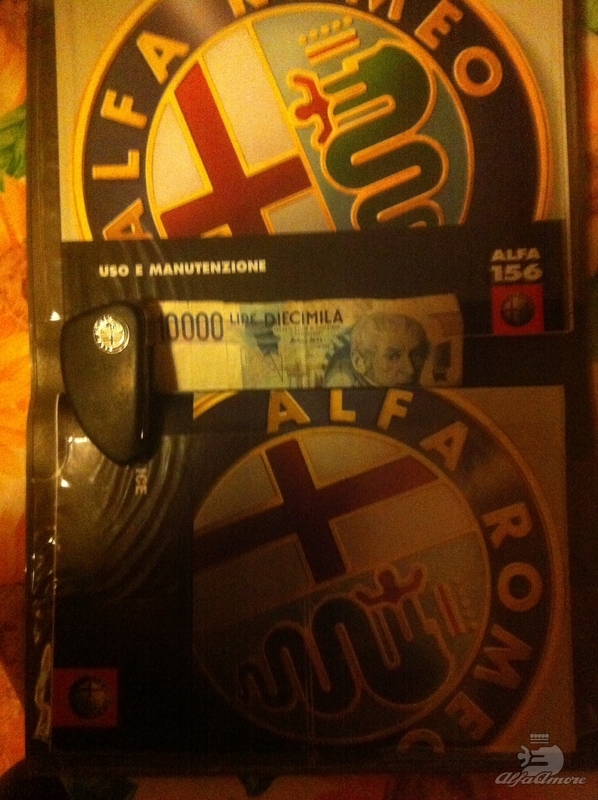 ALFA ROMEO
USO E MANUTENZIONE
ALFA
156
10000 LIRE DIECIMILA
ALFA ROMEO
AlfaAmore